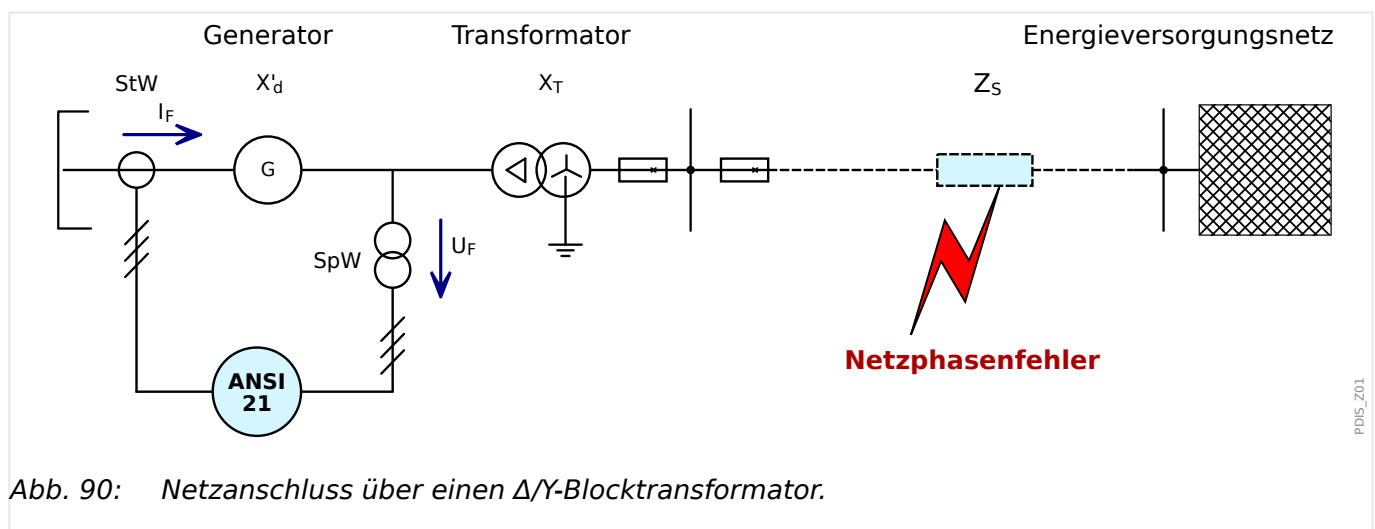 Generator Transformator Energieversorgungsnetz
StW X'd XT ZS
IF
G
SpW UF
ANSI
21
Netzphasenfehler
PDIS_Z01
Abb. 90: Netzanschluss über einen Δ/Y-Blocktransformator.